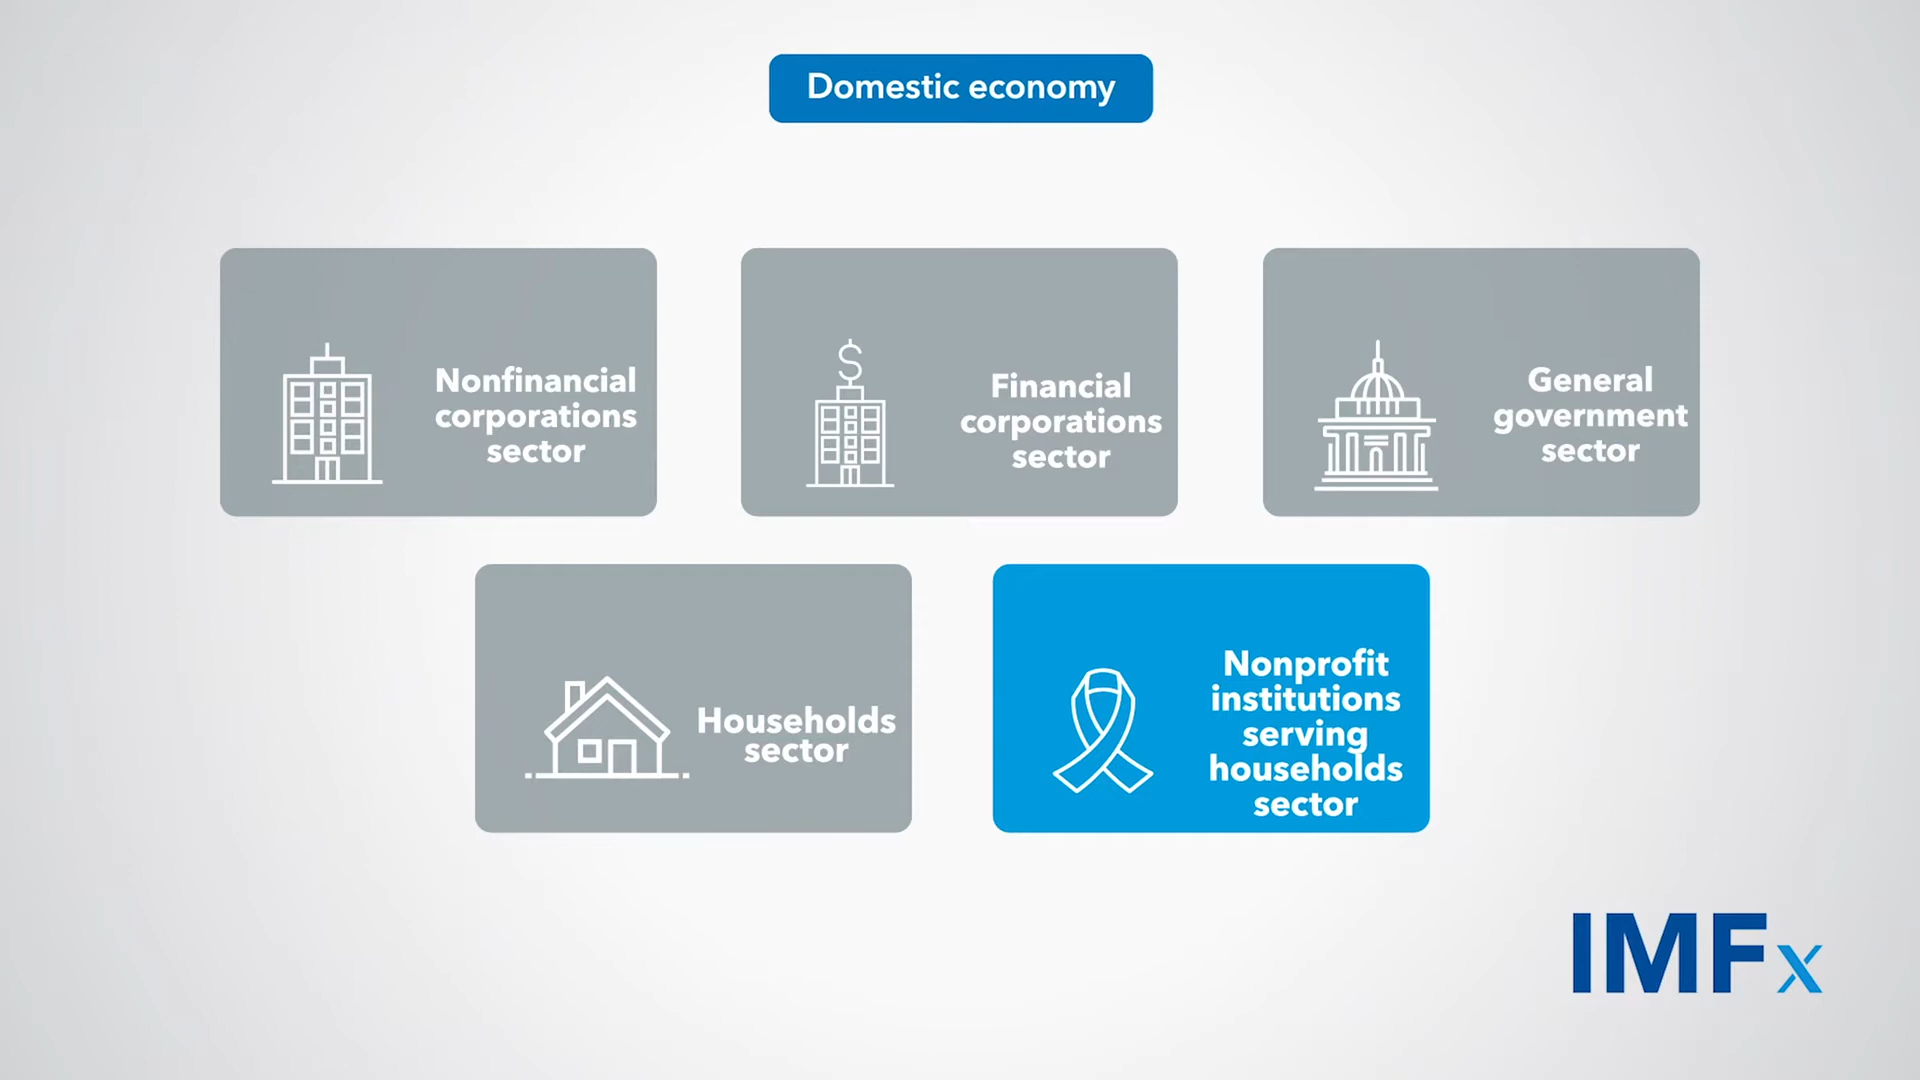 Domestic economy
Nonfinancial
corporations
sector
$
Financial
corporations
sector
General
government
sector
Households
sector
Nonprofit
institutions
serving
households
sector
IMFx